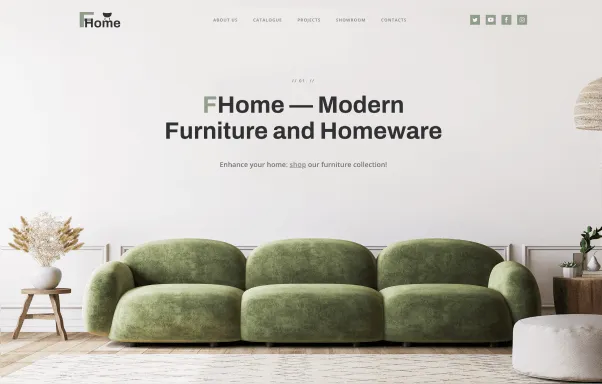 FHome
ABOUT US CATALOGUE PROJECTS SHOWROOM CONTACTS
// 01. //
FHome — Modern
Furniture and Homeware
Enhance your home: shop our furniture collection!